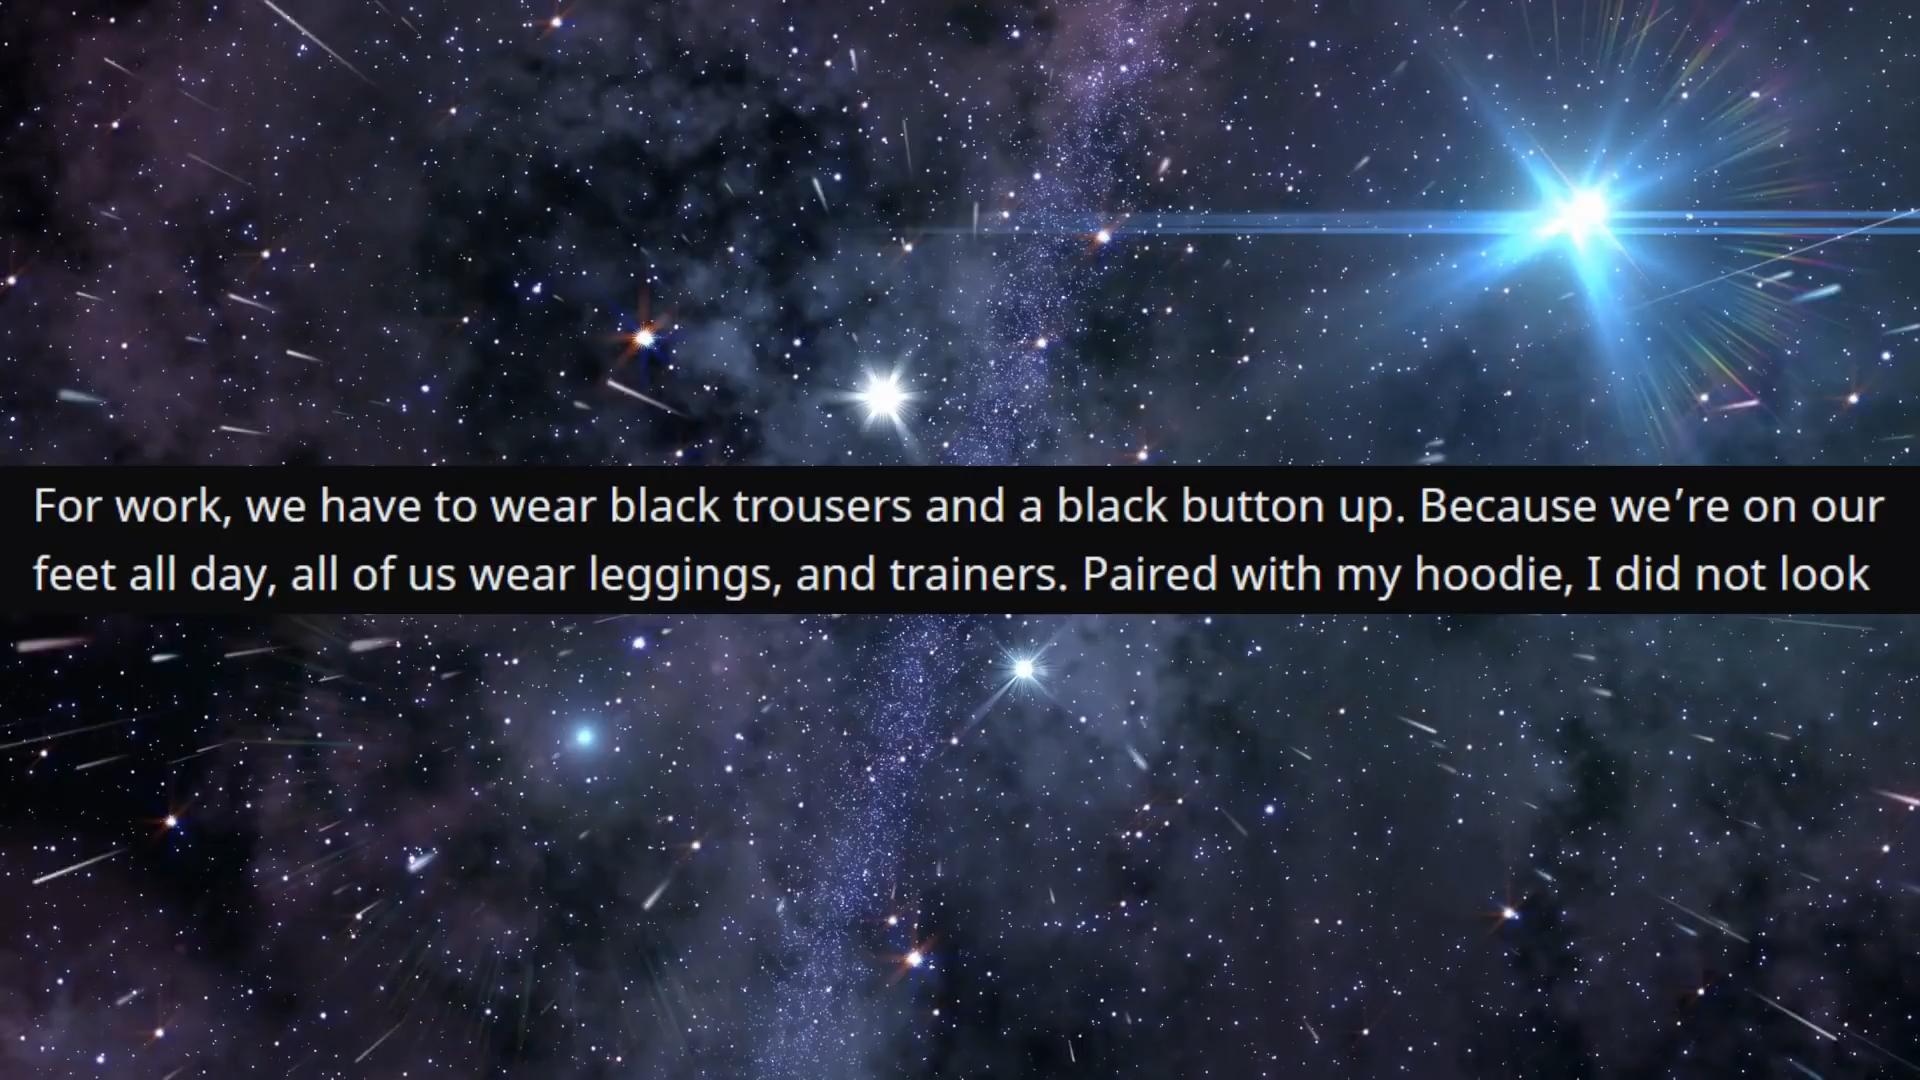 For work, we have to wear black trousers and a black button up. Because we’re on our
feet all day, all of us wear leggings, and trainers. Paired with my hoodie, I did not look